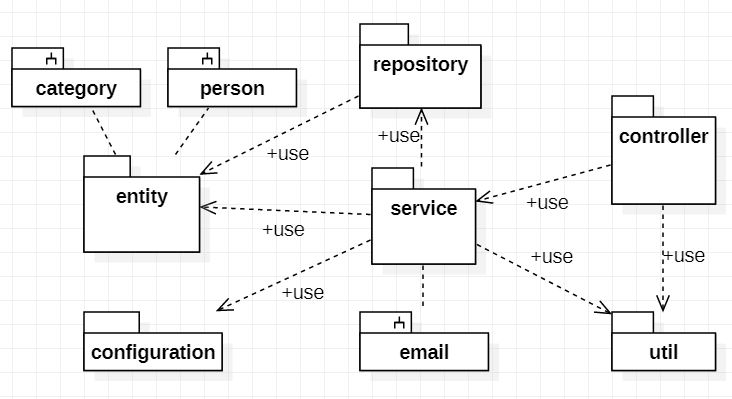 repository
category
person
controller
+use
+use
entity
service
+use
+use
+use
+use
+use
configuration
email
util